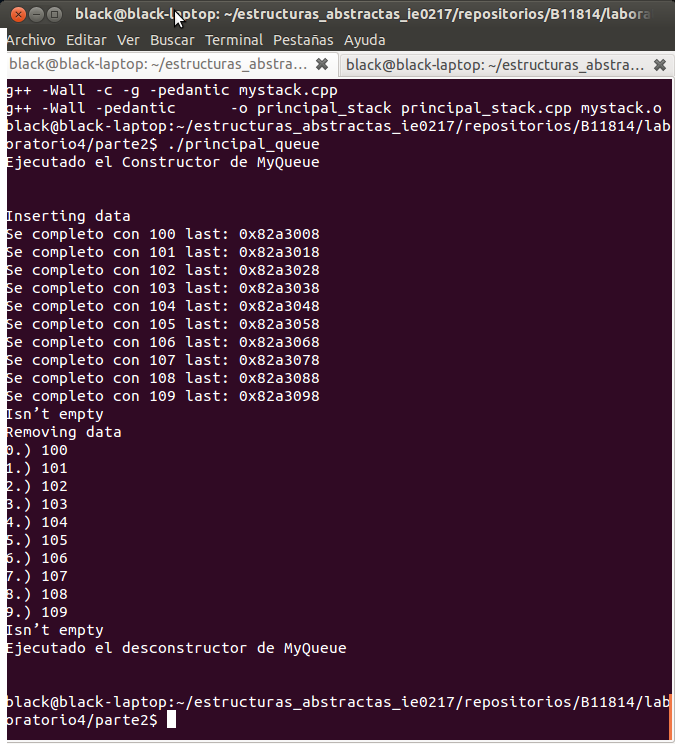 black@black-laptop: ~/estructuras_abstractas_ie0217/repositorios/B11814/labora
Archivo Editar Ver Buscar Terminal Pestañas Ayuda
black@black-laptop: ~/estructuras_abstra... black@black-laptop: ~/estructuras_abstra...
g++ -Wall -c -g -pedantic mystack.cpp
g++ -Wall -pedantic      -o principal_stack principal_stack.cpp mystack.o
black@black-laptop:~/estructuras_abstractas_ie0217/repositorios/B11814/lab
oratorio4/parte2$ ./principal_queue
Ejecutado el Constructor de MyQueue
Inserting data
Se completo con 100 last: 0x82a3008
Se completo con 101 last: 0x82a3018
Se completo con 102 last: 0x82a3028
Se completo con 103 last: 0x82a3038
Se completo con 104 last: 0x82a3048
Se completo con 105 last: 0x82a3058
Se completo con 106 last: 0x82a3068
Se completo con 107 last: 0x82a3078
Se completo con 108 last: 0x82a3088
Se completo con 109 last: 0x82a3098
Isn't empty
Removing data
0.) 100
1.) 101
2.) 102
3.) 103
4.) 104
5.) 105
6.) 106
7.) 107
8.) 108
9.) 109
Isn't empty
Ejecutado el desconstructor de MyQueue
black@black-laptop:~/estructuras_abstractas_ie0217/repositorios/B11814/lab
oratorio4/parte2$